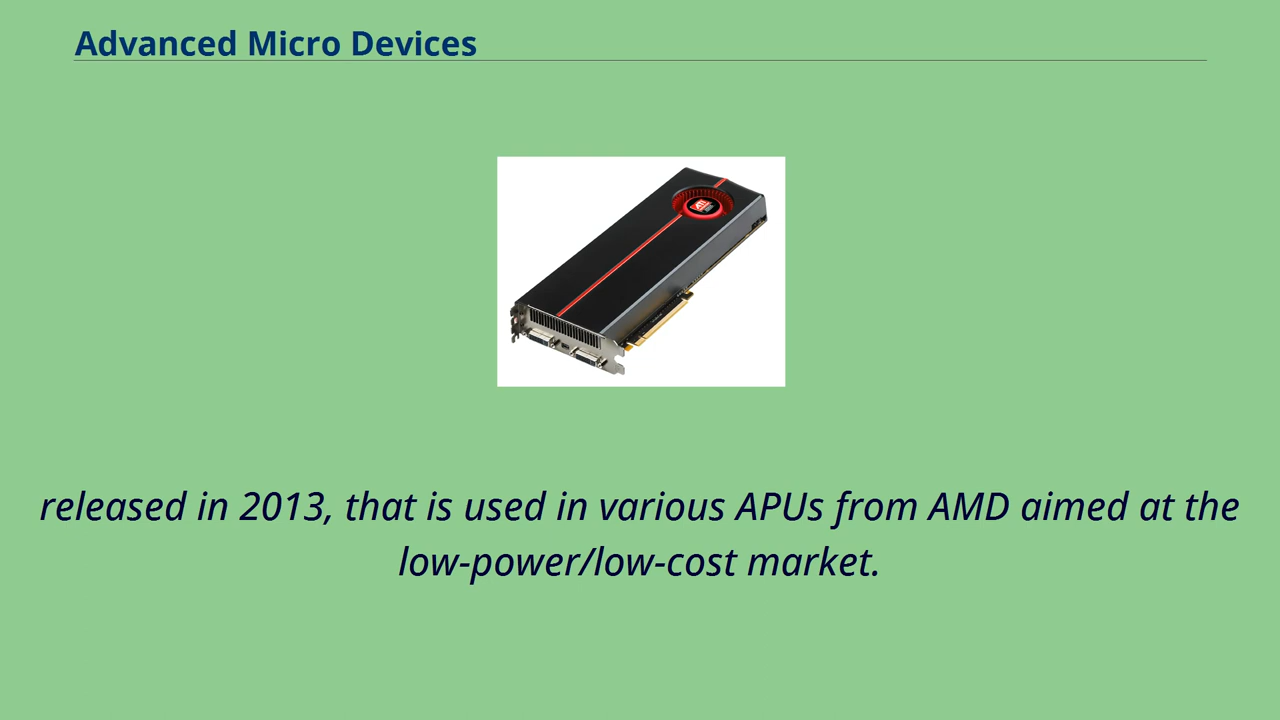 Advanced Micro Devices
ATI
released in 2013, that is used in various APUs from AMD aimed at the
low-power/low-cost market.